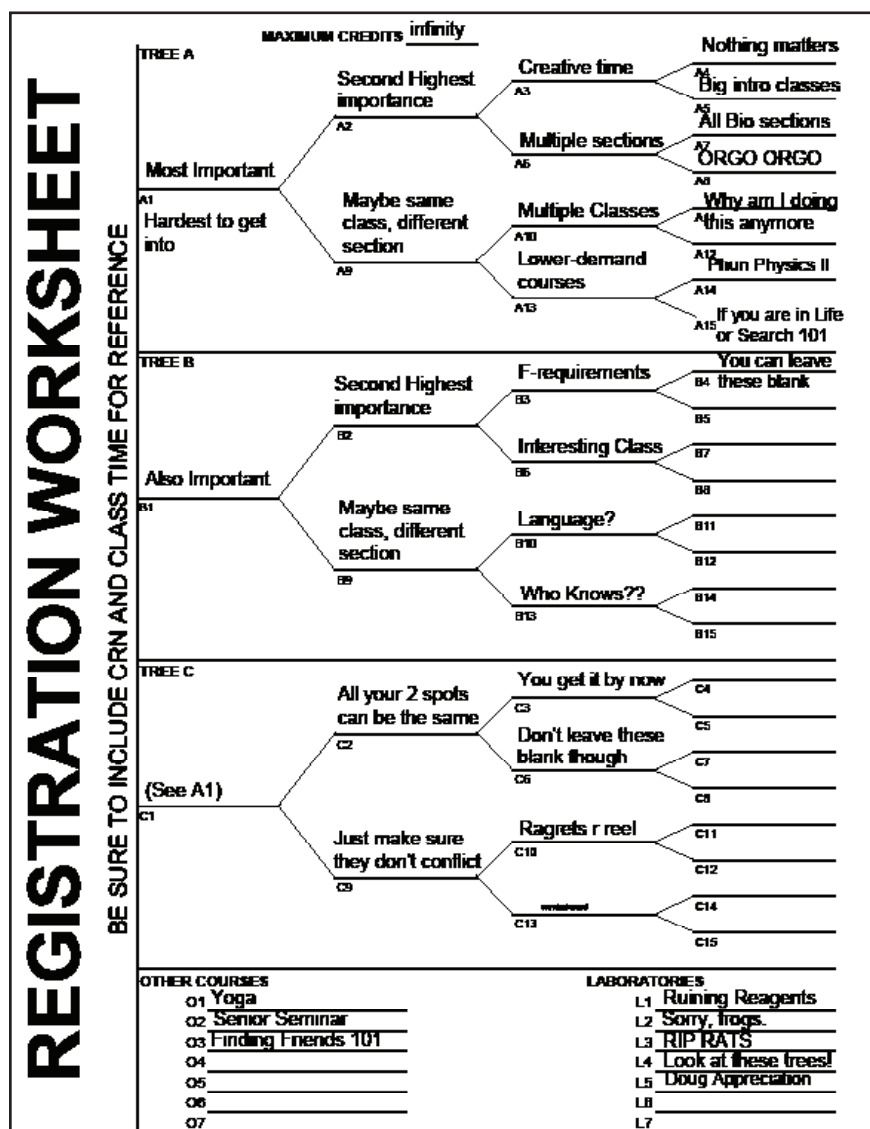 REGISTRATION WORKSHEET
BE SURE TO INCLUDE CRN AND CLASS TIME FOR REFERENCE
MAXIMUM CREDITS infinity
TREE A
Most Important
A1
Hardest to get
into
Second Highest
importance
A2
Creative time
A3
Nothing matters
A4
Big intro classes
A5
Multiple sections
A6
All Bio sections
A7
ORGO ORGO
A8
Maybe same
class, different
section
A9
Multiple Classes
A10
Why am I doing
A11
this anymore
A12
Lower-demand
courses
A13
Phun Physics II
A14
A15 If you are in Life
or Search 101
TREE B
Also Important
B1
Second Highest
importance
B2
F-requirements
B3
You can leave
B4 these blank
B5
Interesting Class
B6
B7
B8
Maybe same
class, different
section
B9
Language?
B10
B11
B12
Who Knows??
B13
B14
B15
TREE C
(See A1)
C1
All your 2 spots
can be the same
C2
You get it by now
C3
C4
C5
Don't leave these
blank though
C6
C7
C8
Just make sure
they don't conflict
C9
Ragrets r reel
C10
C11
C12
C13
C14
C15
OTHER COURSES
O1 Yoga
O2 Senior Seminar
O3 Finding Friends 101
O4
O5
O6
O7
LABORATORIES
L1 Ruining Reagents
L2 Sorry, frogs.
L3 RIP RATS
L4 Look at these trees!
L5 Doug Appreciation
L6
L7